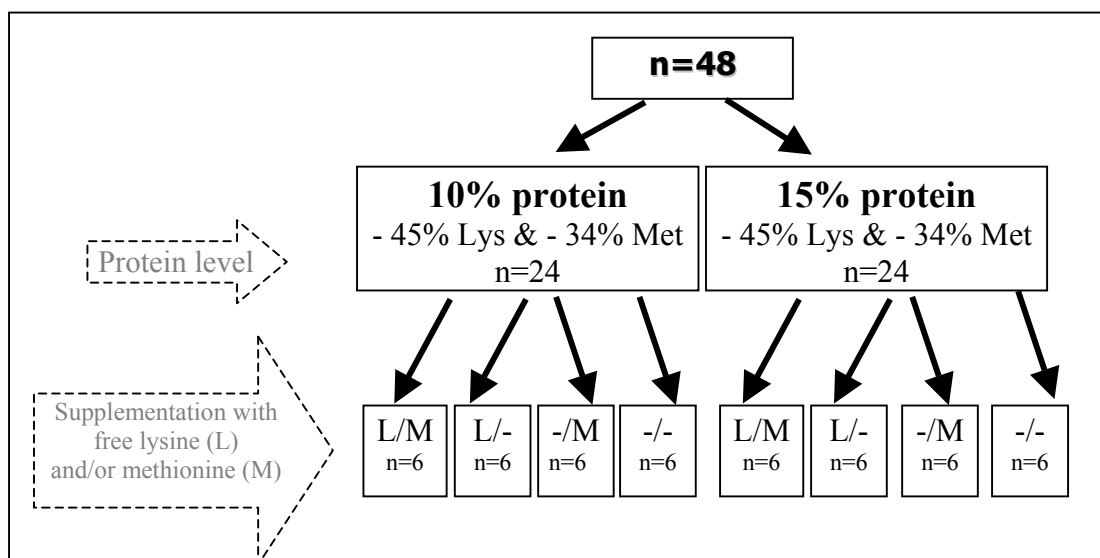 n=48
10% protein
- 45% Lys & - 34% Met
n=24
15% protein
- 45% Lys & - 34% Met
n=24
Protein level
Supplementation with
free lysine (L)
and/or methionine (M)
L/M
n=6
L/-
n=6
-/M
n=6
-/-
n=6
L/M
n=6
L/-
n=6
-/M
n=6
-/-
n=6